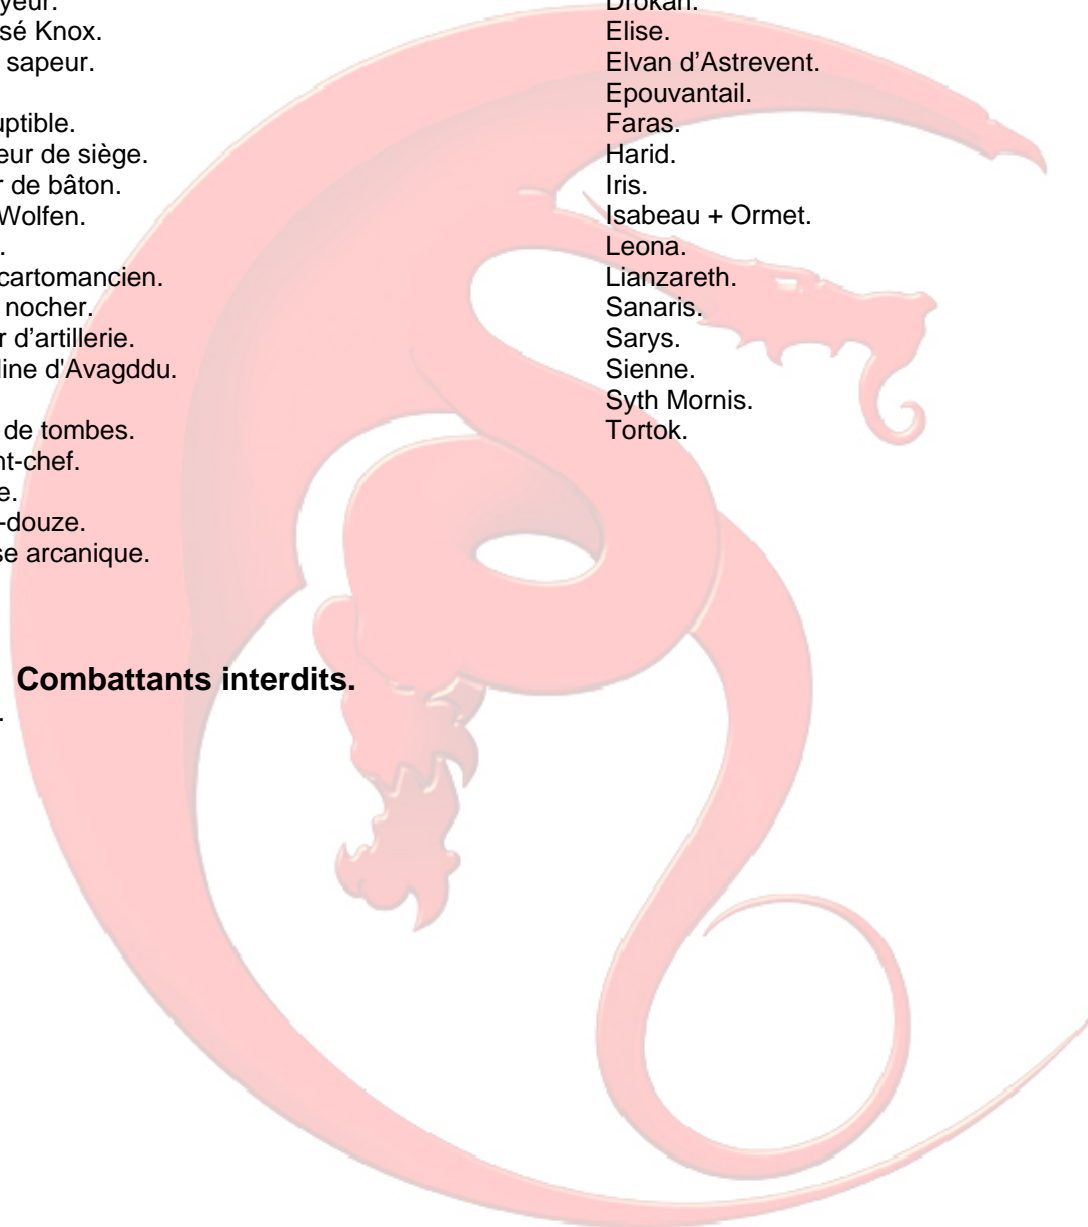 yeur.
sé Knox.
sapeur.
uptible.
eur de siège.
r de bâton.
Wolfen.
.
cartomancien.
nocher.
r d’artillerie.
line d'Avagddu.
de tombes.
nt-chef.
e.
-douze.
se arcanique.
Drokan.
Elise.
Elvan d’Astrevent.
Epouvantail.
Faras.
Harid.
Iris.
Isabeau + Ormet.
Leona.
Lianzareth.
Sanaris.
Sarys.
Sienne.
Syth Mornis.
Tortok.
Combattants interdits.
.